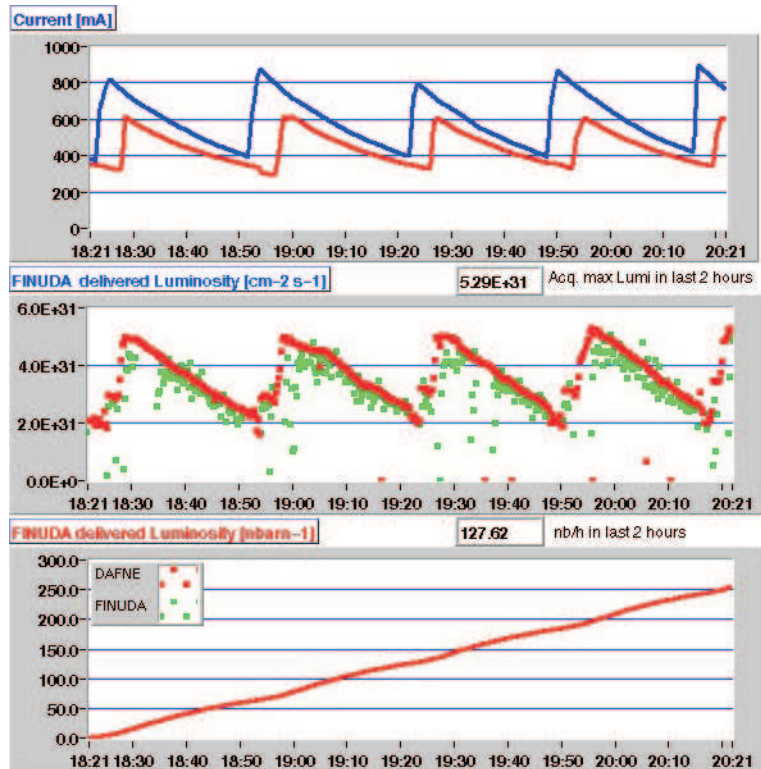 Current [mA]
1000
800
600
400
200
0
18:21 18:30 18:40 18:50 19:00 19:10 19:20 19:30 19:40 19:50 20:00 20:10 20:21
FINUDA delivered Luminosity [cm-2 s-1] 5.29E+31 Acq. max Lumi in last 2 hours
6.0E+31
4.0E+31
2.0E+31
0.0E+0
18:21 18:30 18:40 18:50 19:00 19:10 19:20 19:30 19:40 19:50 20:00 20:10 20:21
FINUDA delivered Luminosity [nbarn-1] 127.62 nb/h in last 2 hours
300.0
DAFNE
250.0
FINUDA
200.0
150.0
100.0
50.0
0.0
18:21 18:30 18:40 18:50 19:00 19:10 19:20 19:30 19:40 19:50 20:00 20:10 20:21